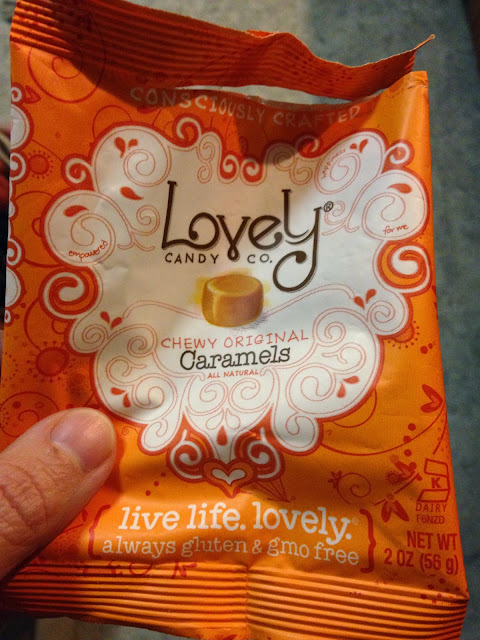 CONSCIOUSLY CRAFTED
for me
empowered
Lovely®
CANDY CO.
CHEWY ORIGINAL
Caramels
ALL NATURAL
K
DAIRY
live life. lovely.®
always gluten & gmo free
NET WT
2 OZ (56 g)